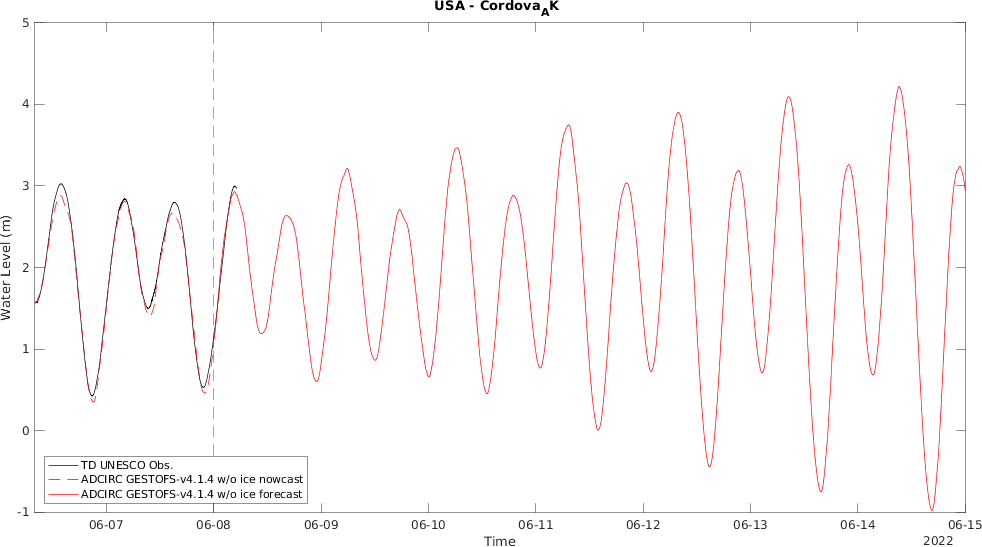 USA - Cordova_AK
5
4
3
2
1
0
-1
Water Level (m)
TD UNESCO Obs.
ADCIRC GESTOFS-v4.1.4 w/o ice nowcast
ADCIRC GESTOFS-v4.1.4 w/o ice forecast
06-07 06-08 06-09 06-10 06-11 06-12 06-13 06-14 06-15
Time
2022